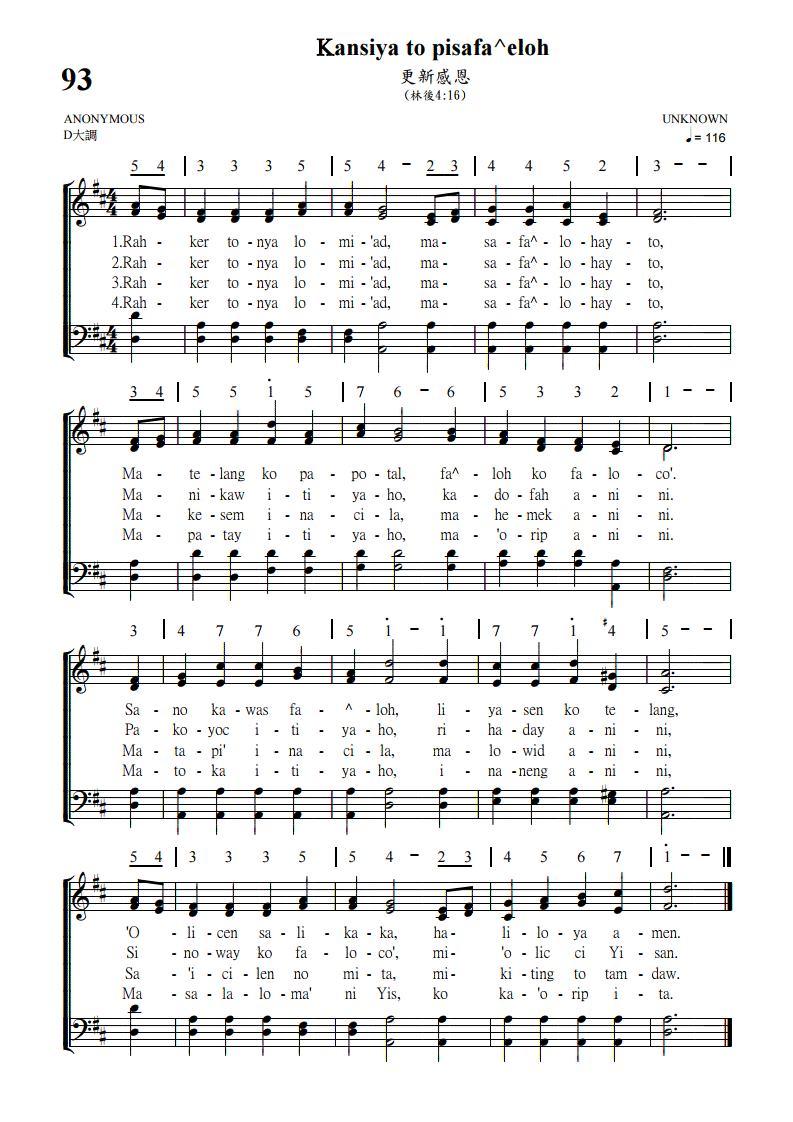 Kansiya to pisafa^eloh
93
更新感恩
(林後4:16)
ANONYMOUS
UNKNOWN
D大調
♩= 116
5 4 | 3 3 3 5 | 5 4 - 2 3 | 4 4 5 2 | 3 - - |
1.Rah - ker to - nya lo - mi - 'ad, ma - sa - fa^ - lo - hay - to,
2.Rah - ker to - nya lo - mi - 'ad, ma - sa - fa^ - lo - hay - to,
3.Rah - ker to - nya lo - mi - 'ad, ma - sa - fa^ - lo - hay - to,
4.Rah - ker to - nya lo - mi - 'ad, ma - sa - fa^ - lo - hay - to,
3 4 | 5 5 i 5 | 7 6 - 6 | 5 3 3 2 | 1 - - |
Ma - te - lang ko pa - po - tal, fa^ - loh ko fa - lo - co'.
Ma - ni - kaw i - ti - ya - ho, ka - do - fah a - ni - ni.
Ma - ke - sem i - na - ci - la, ma - he - mek a - ni - ni.
Ma - pa - tay i - ti - ya - ho, ma - 'o - rip a - ni - ni.
3 | 4 7 7 6 | 5 i - i | 7 7 i ♯4 | 5 - - |
Sa - no ka - was fa - ^ - loh, li - ya - sen ko te - lang,
Pa - ko - yoc i - ti - ya - ho, ri - ha - day a - ni - ni,
Ma - ta - pi' i - na - ci - la, ma - lo - wid a - ni - ni,
Ma - to - ka i - ti - ya - ho, i - na - neng a - ni - ni,
5 4 | 3 3 3 5 | 5 4 - 2 3 | 4 5 6 7 | i - - ‖
'O - li - cen sa - li - ka - ka, ha - li - lo - ya a - men.
Si - no - way ko fa - lo - co', mi - 'o - lic ci Yi - san.
Sa - 'i - ci - len no mi - ta, mi - ki - ting to tam - daw.
Ma - sa - la - lo - ma' ni Yis, ko ka - 'o - rip i - ta.